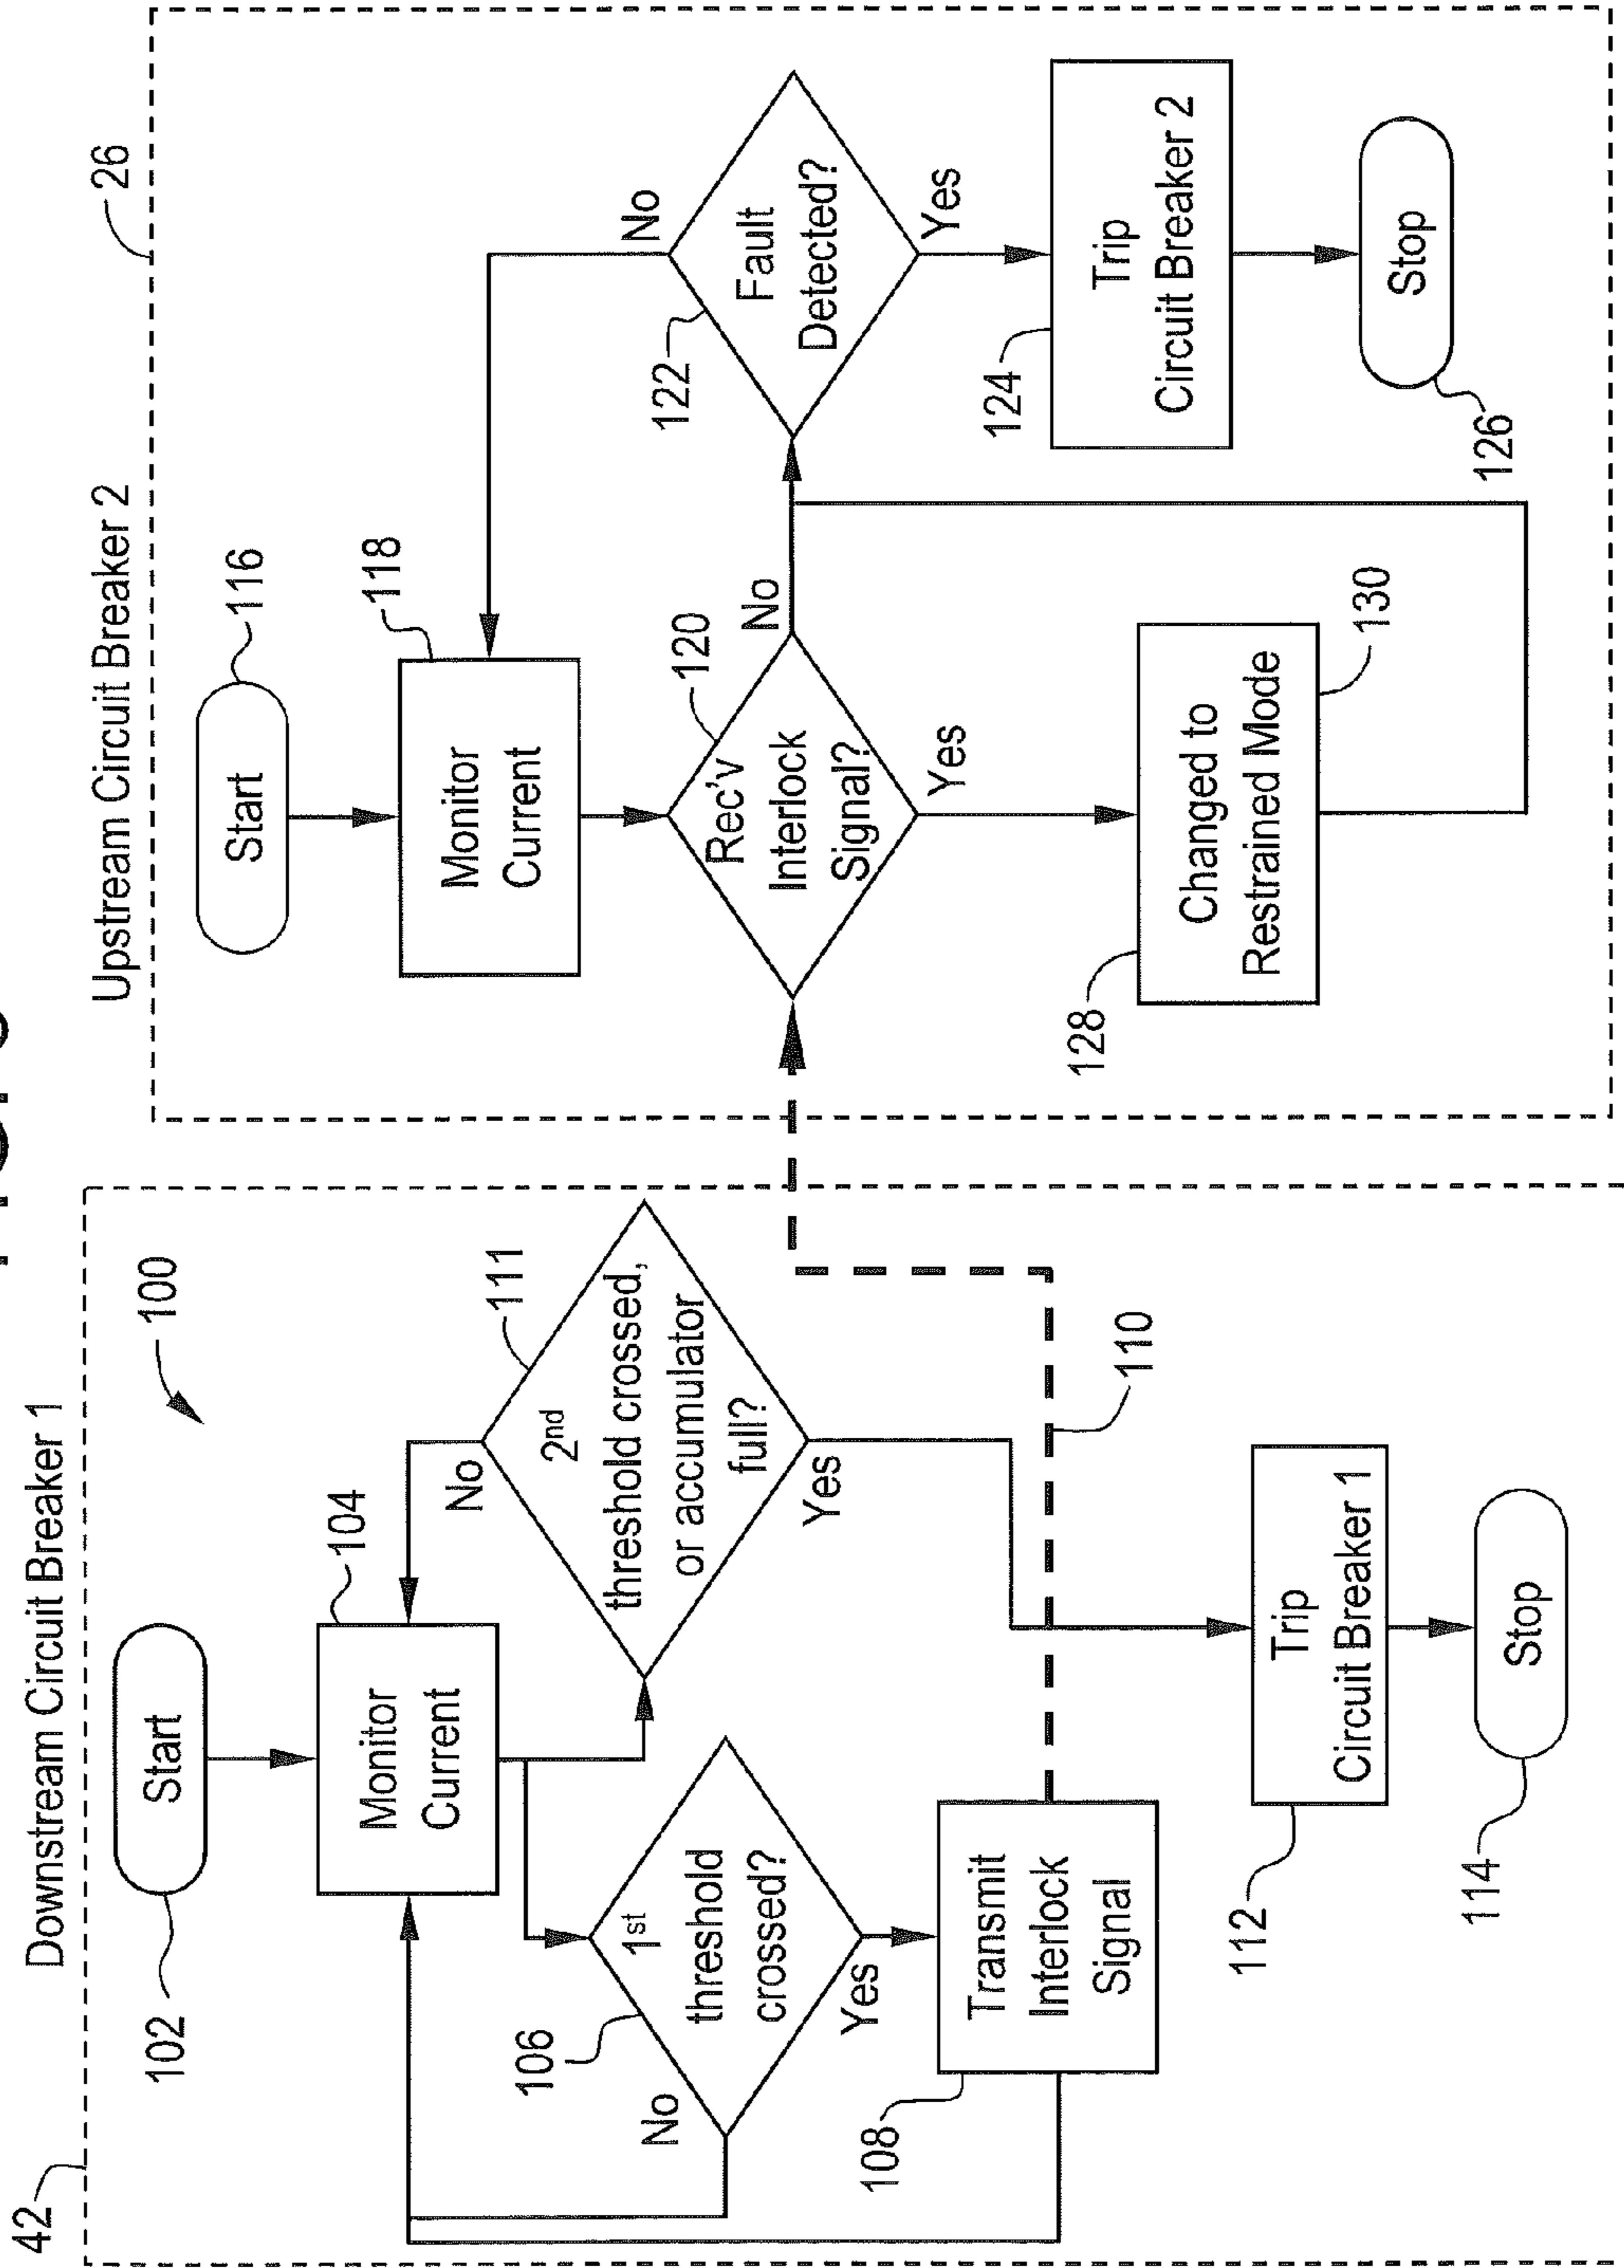 Downstream Circuit Breaker 1
42
100
Start
102
Monitor
Current
104
1st
threshold
crossed?
106
No
Yes
2nd
threshold crossed,
or accumulator
full?
111
No
Yes
Transmit
Interlock
Signal
108
110
Trip
Circuit Breaker 1
112
Stop
114
Upstream Circuit Breaker 2
26
Start
116
Monitor
Current
118
Rec'v
Interlock
Signal?
120
No
Yes
Fault
Detected?
122
No
Yes
Trip
Circuit Breaker 2
124
Stop
126
Changed to
Restrained Mode
128
130